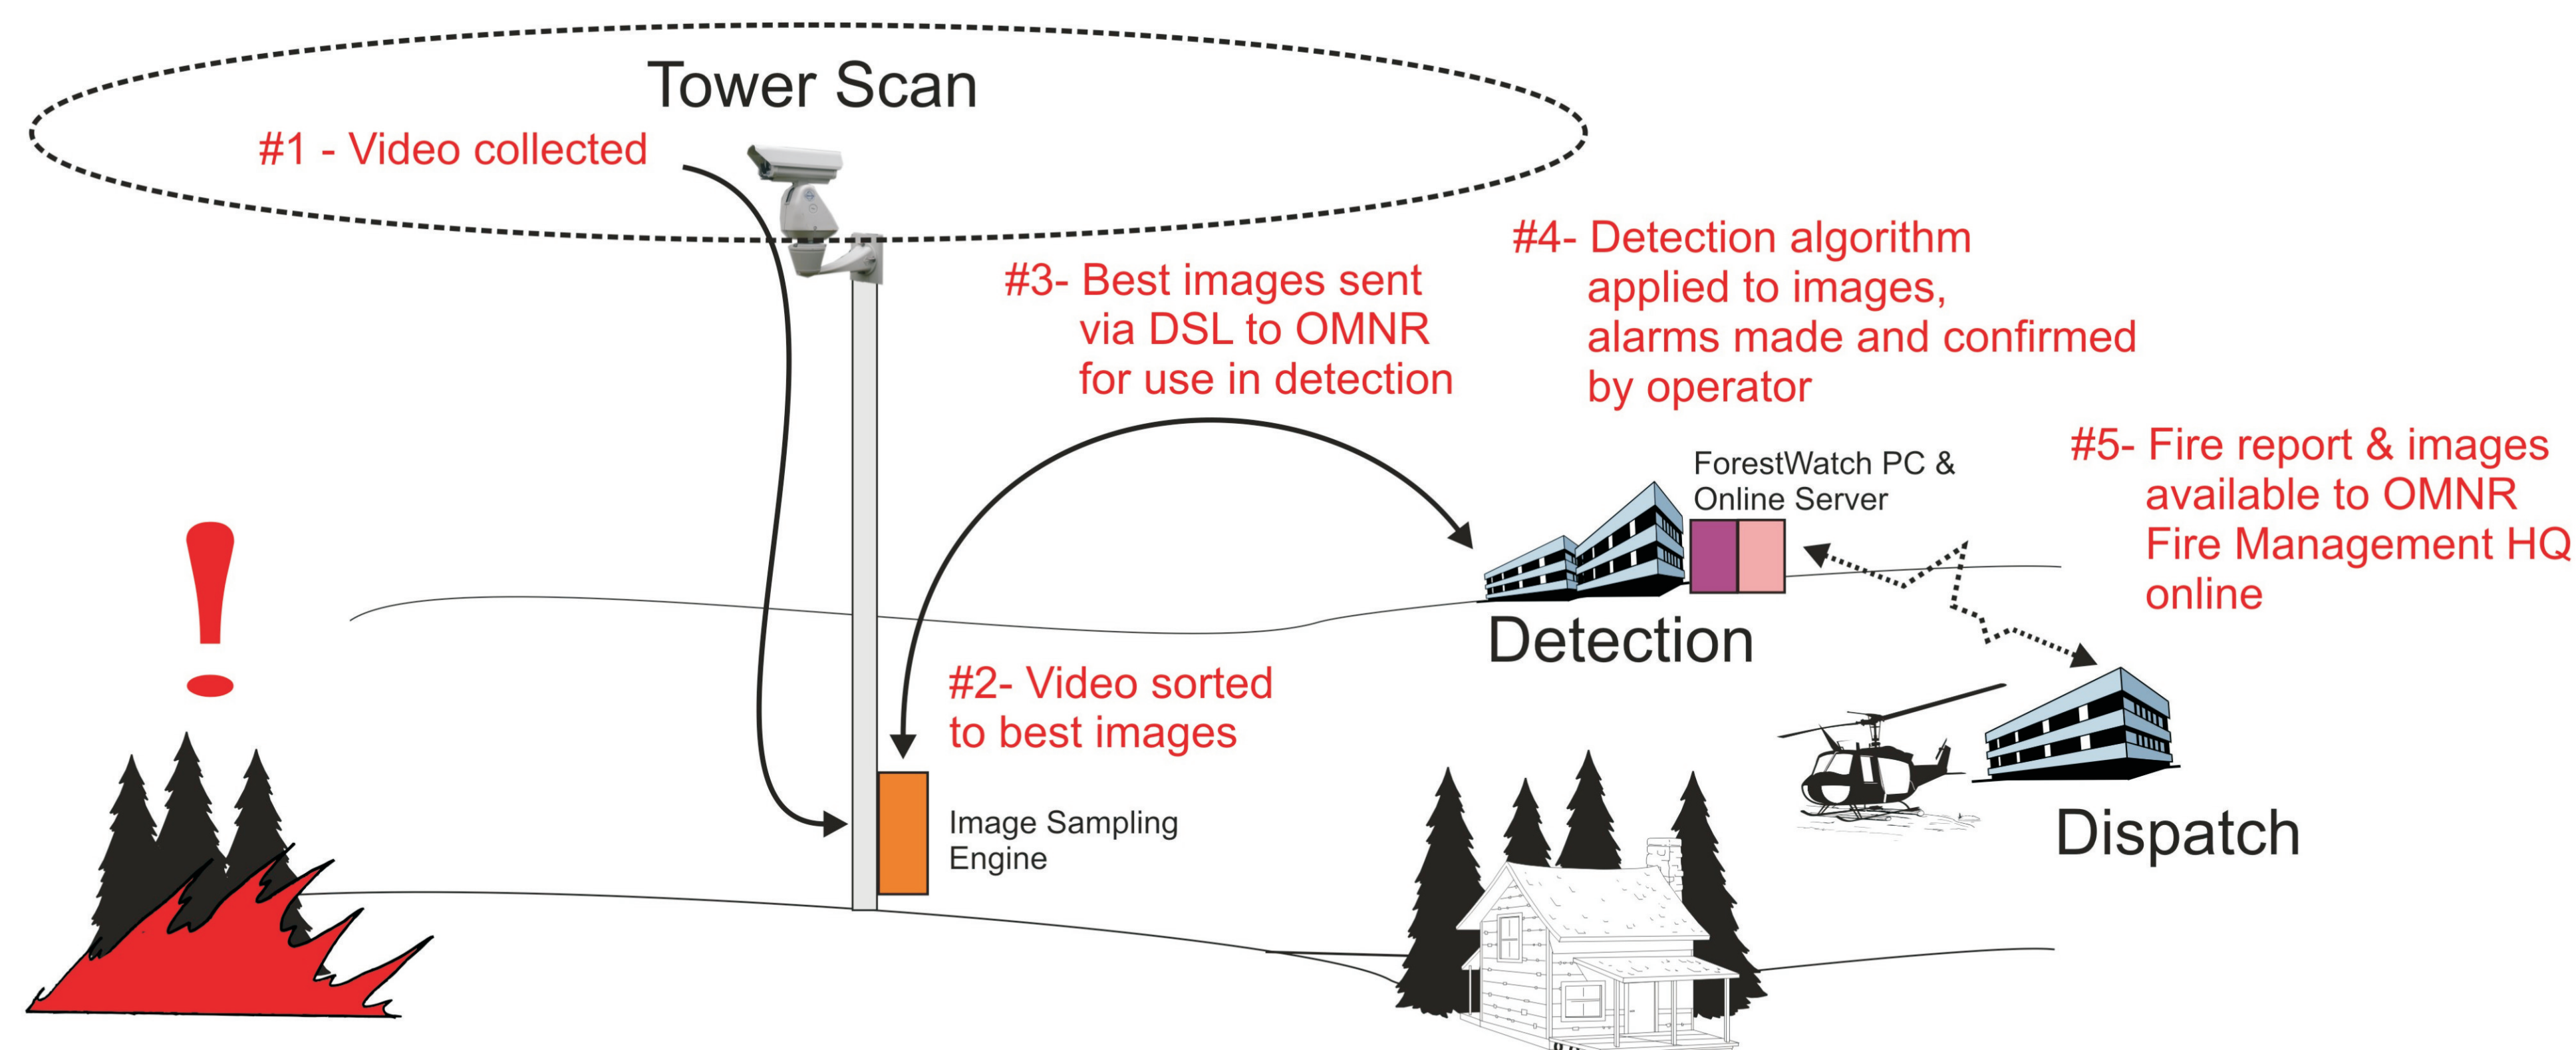 Tower Scan
#1 - Video collected
#3- Best images sent
via DSL to OMNR
for use in detection
#4- Detection algorithm
applied to images,
alarms made and confirmed
by operator
ForestWatch PC &
Online Server
#5- Fire report & images
available to OMNR
Fire Management HQ
online
Detection
#2- Video sorted
to best images
Image Sampling
Engine
Dispatch
!